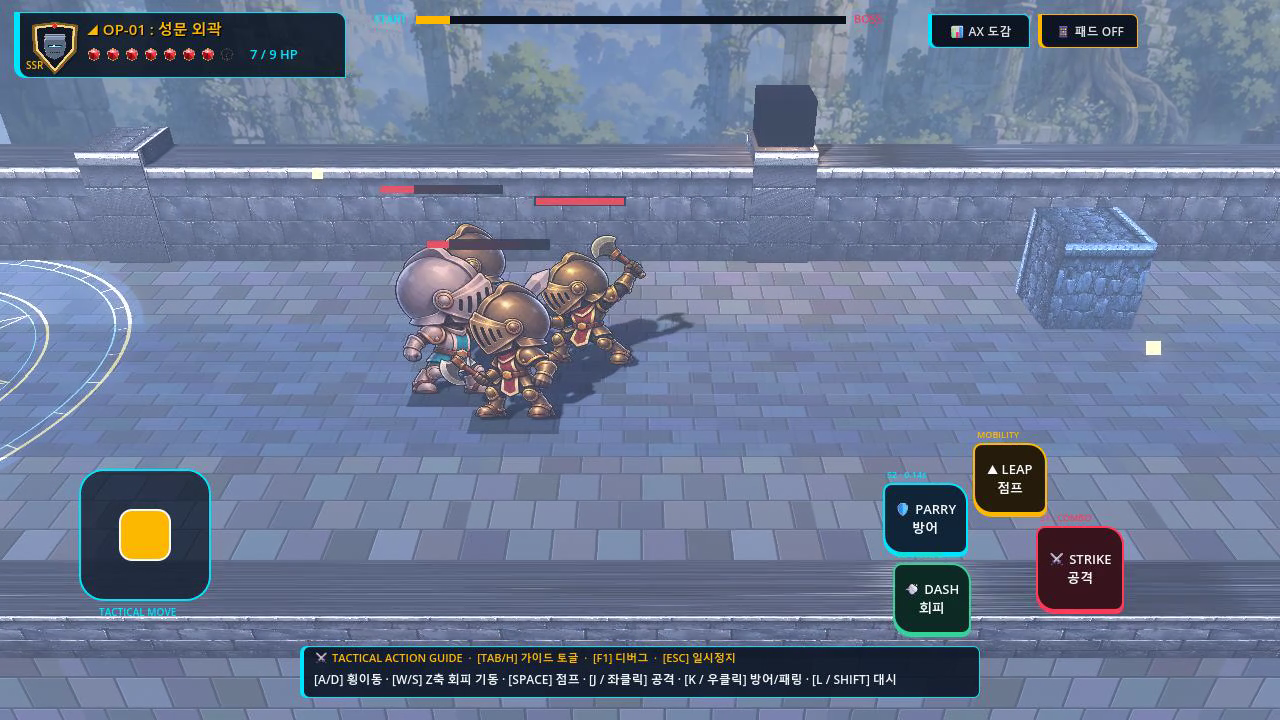 ◢ OP-01 : 성문 외곽
SSR
7 / 9 HP
START
BOSS
📊 AX 도감
패드 OFF
MOBILITY
▲ LEAP
점프
S2 · 0.14s
PARRY
방어
COMBO
STRIKE
공격
DASH
회피
TACTICAL MOVE
⚔ TACTICAL ACTION GUIDE · [TAB/H] 가이드 토글 · [F1] 디버그 · [ESC] 일시정지
[A/D] 횡이동 · [W/S] Z축 회피 기동 · [SPACE] 점프 · [J / 좌클릭] 공격 · [K / 우클릭] 방어/패링 · [L / SHIFT] 대시